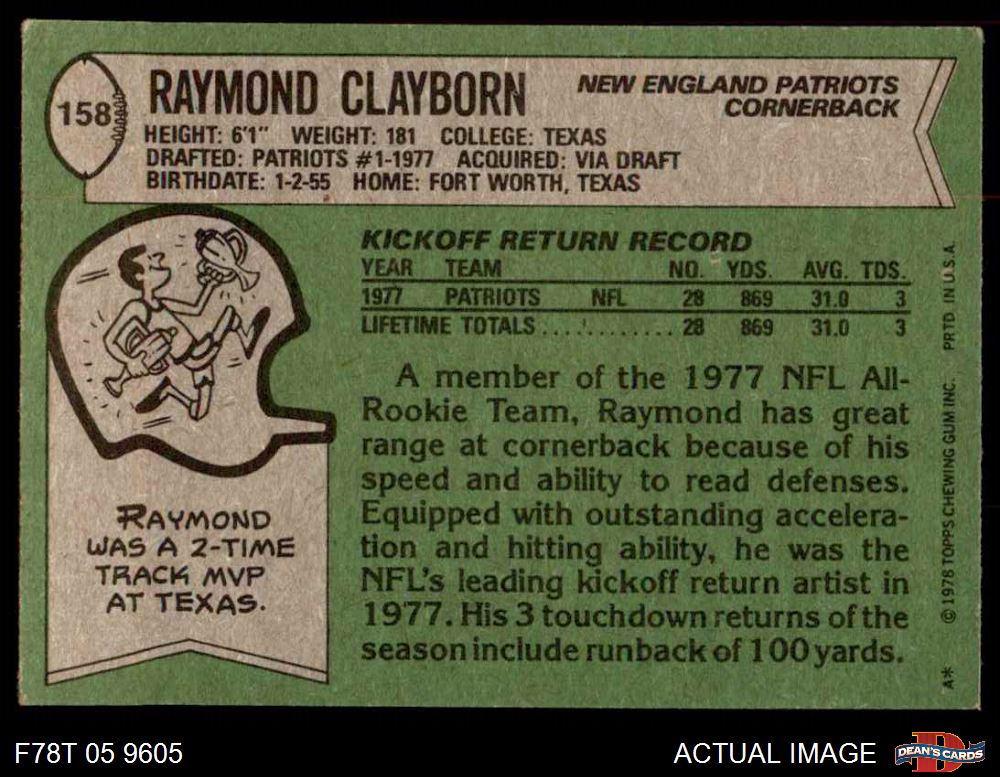 158
RAYMOND CLAYBORN
NEW ENGLAND PATRIOTS
CORNERBACK
HEIGHT: 6'1" WEIGHT: 181 COLLEGE: TEXAS
DRAFTED: PATRIOTS #1-1977 ACQUIRED: VIA DRAFT
BIRTHDATE: 1-2-55 HOME: FORT WORTH, TEXAS
KICKOFF RETURN RECORD
YEAR TEAM NO. YDS. AVG. TDS.
1977 PATRIOTS NFL 28 869 31.0 3
LIFETIME TOTALS............ 28 869 31.0 3
A member of the 1977 NFL All-
Rookie Team, Raymond has great
range at cornerback because of his
speed and ability to read defenses.
Equipped with outstanding accelera-
tion and hitting ability, he was the
NFL's leading kickoff return artist in
1977. His 3 touchdown returns of the
season include runback of 100 yards.
RAYMOND
WAS A 2-TIME
TRACK MVP
AT TEXAS.
A* ©1978 TOPPS CHEWING GUM INC. PRTD IN U.S.A.
F78T 05 9605
ACTUAL IMAGE
D
DEAN'S CARDS